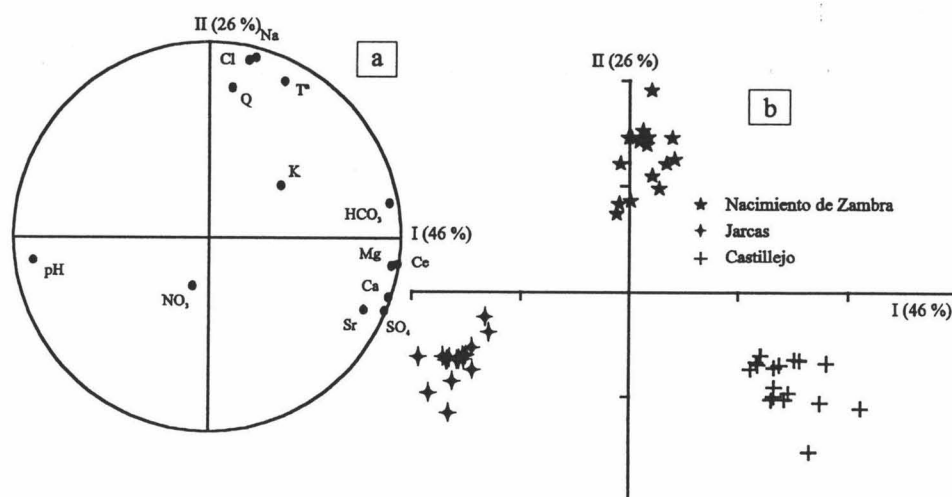 II (26 %)
Na
Cl
a
Tª
Q
K
HCO₃
I (46 %)
Mg
Ce
pH
Ca
NO₃
Sr
SO₄
II (26 %)
b
Nacimiento de Zambra
Jarcas
Castillejo
I (46 %)